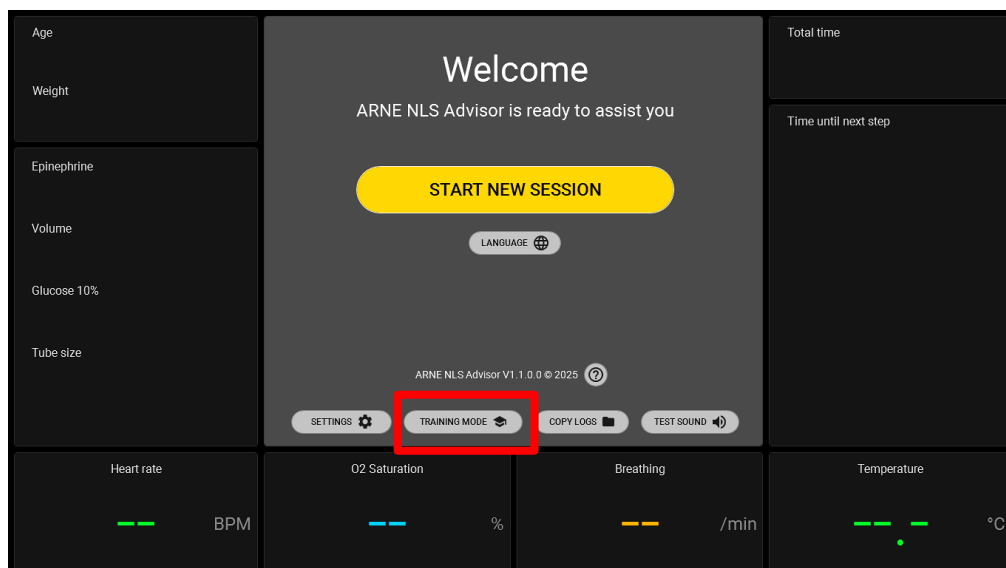 Age
Weight
Epinephrine
Volume
Glucose 10%
Tube size
Welcome
ARNE NLS Advisor is ready to assist you
START NEW SESSION
LANGUAGE
ARNE NLS Advisor V1.1.0.0 © 2025 ?
SETTINGS TRAINING MODE COPY LOGS TEST SOUND
Total time
Time until next step
Heart rate
-- BPM
O2 Saturation
-- %
Breathing
-- /min
Temperature
--.- °C